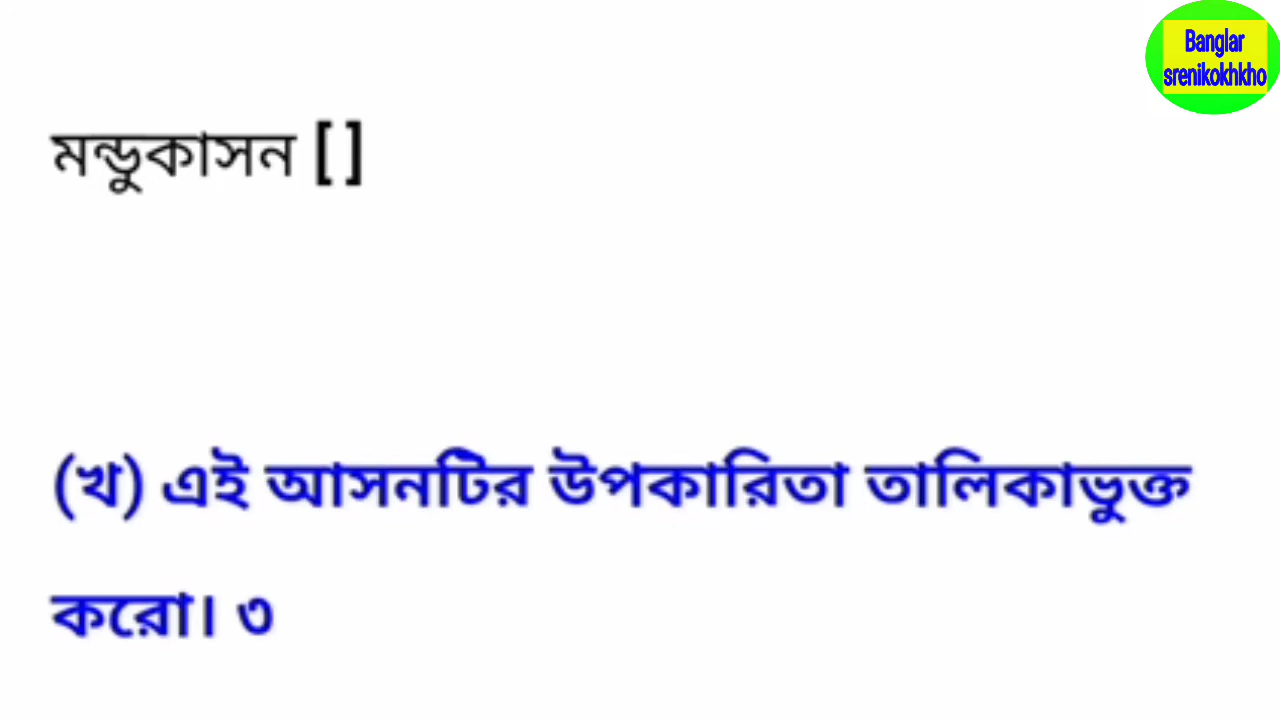 Banglar
srenikokhkho
মন্ডুকাসন []
(খ) এই আসনটির উপকারিতা তালিকাভুক্ত
করো। ৩